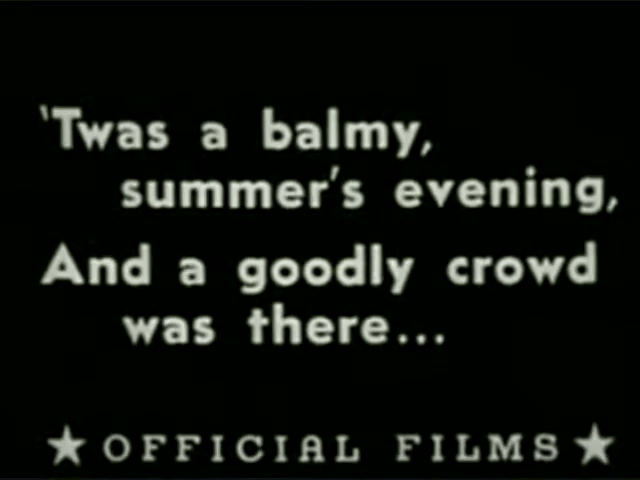 'Twas a balmy,
summer's evening,
And a goodly crowd
was there...
★ OFFICIAL FILMS ★